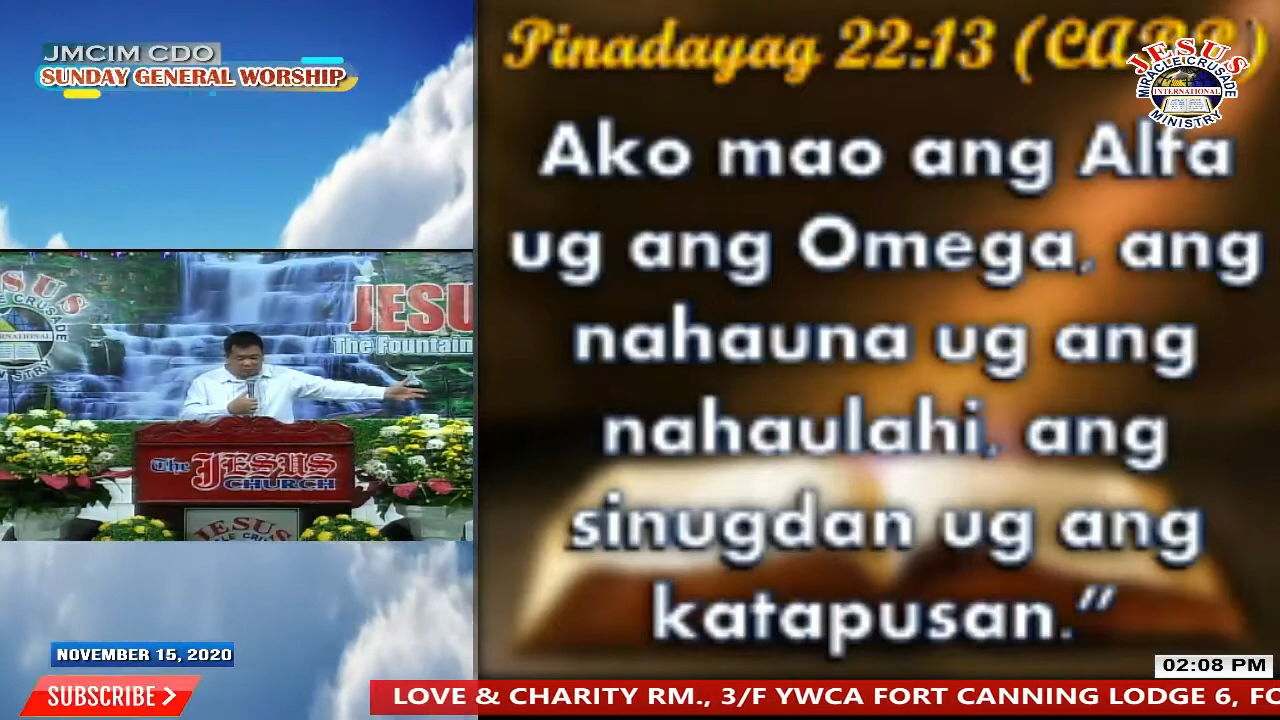 JMCIM CDO
SUNDAY GENERAL WORSHIP
Pinadayag 22:13
JESUS
MIRACLE CRUSADE
INTERNATIONAL
MINISTRY
Ako mao ang Alfa
ug ang Omega, ang
nahauna ug ang
nahaulahi, ang
sinugdan ug ang
katapusan.”
JESUS
CRUSADE
JESU
The Fountain
The JESUS
CHURCH
JESUS
NOVEMBER 15, 2020
SUBSCRIBE
02:08 PM
LOVE & CHARITY RM., 3/F YWCA FORT CANNING LODGE 6, FO